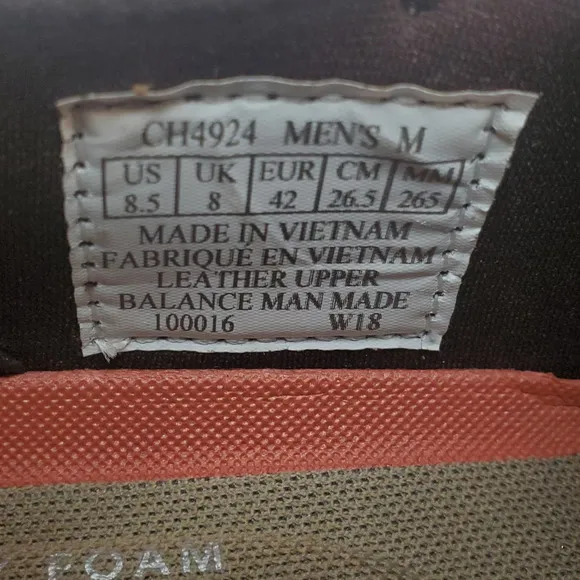 CH4924 MEN'S M
US UK EUR CM MM
8.5 8 42 26.5 265
MADE IN VIETNAM
FABRIQUÉ EN VIETNAM
LEATHER UPPER
BALANCE MAN MADE
100016 W18
FOAM